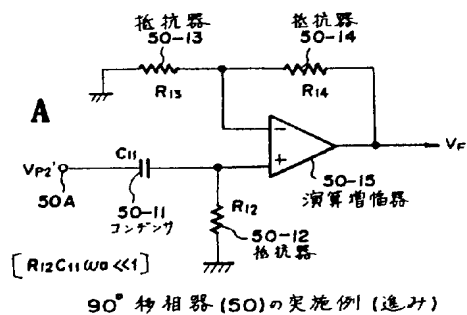 抵抗器
50-13
抵抗器
50-14
R13
R14
A
−
+
VF
VP2'
C11
50A
50-11
コンデンサ
R12
50-12
抵抗器
50-15
演算増幅器
[R12C11ωa≪1]
90°移相器(50)の実施例(進み)